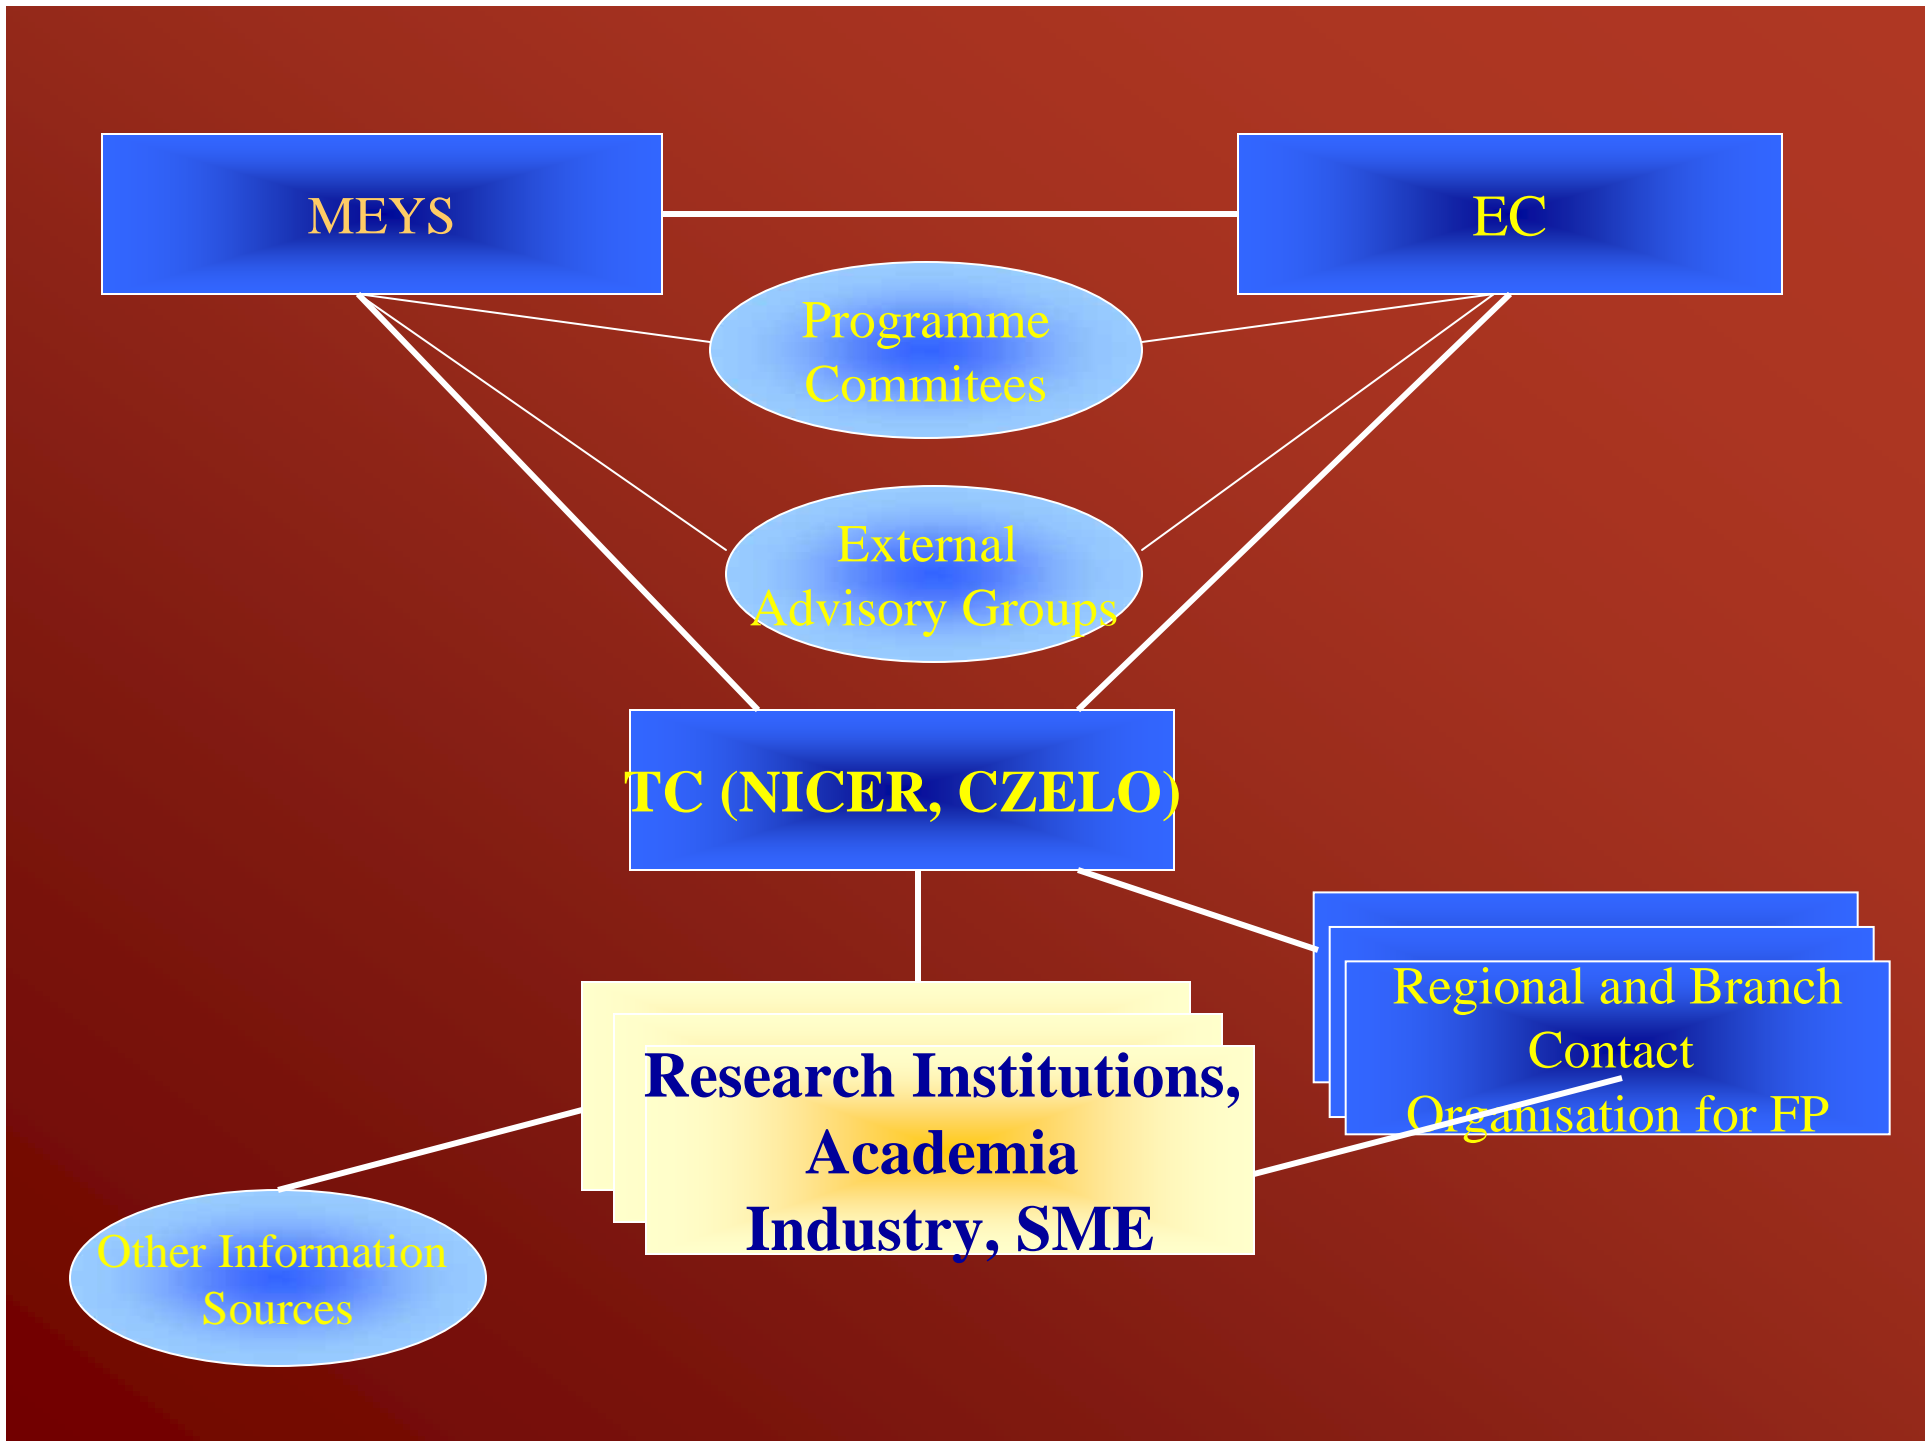 MEYS
EC
Programme
Commitees
External
Advisory Groups
TC (NICER, CZELO)
Regional and Branch
Contact
Organisation for FP
Research Institutions,
Academia
Industry, SME
Other Information
Sources